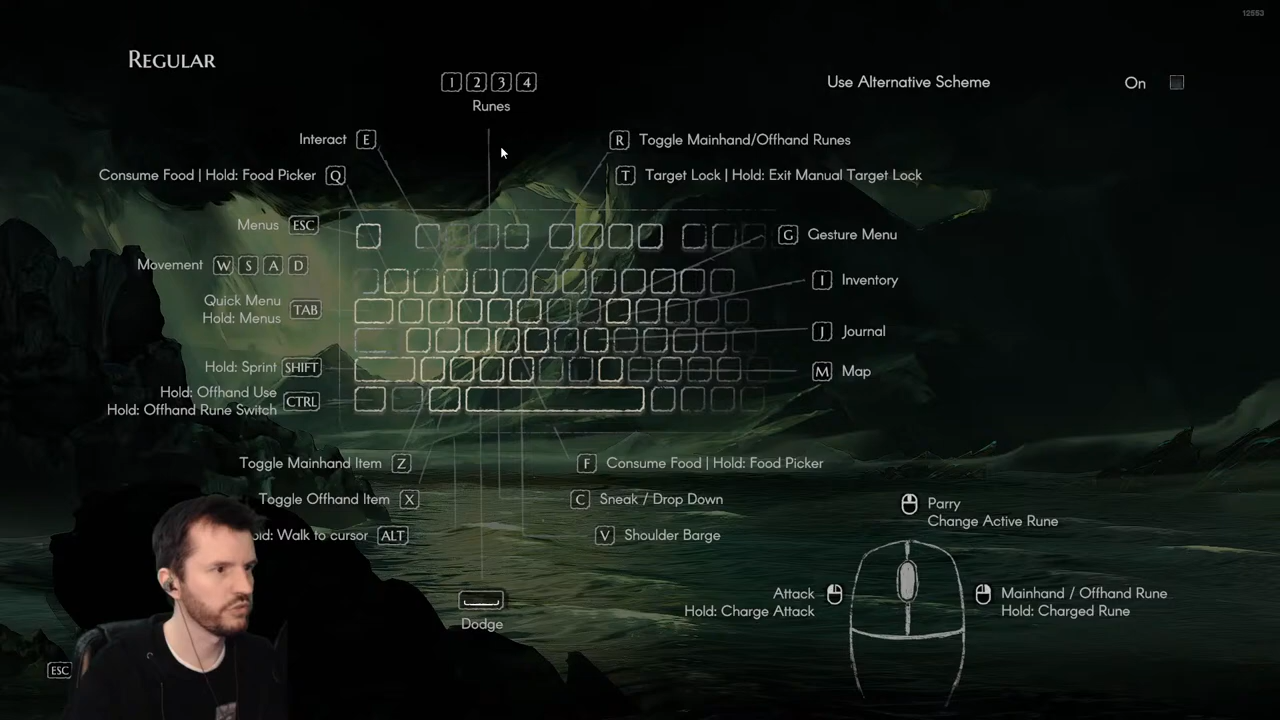 12553
REGULAR
1 2 3 4
Runes
Use Alternative Scheme
On
Interact E
R Toggle Mainhand/Offhand Runes
Consume Food | Hold: Food Picker Q
T Target Lock | Hold: Exit Manual Target Lock
Menus ESC
G Gesture Menu
Movement W S A D
I Inventory
Quick Menu
Hold: Menus
TAB
J Journal
Hold: Sprint SHIFT
M Map
Hold: Offhand Use
Hold: Offhand Rune Switch
CTRL
Toggle Mainhand Item Z
F Consume Food | Hold: Food Picker
Toggle Offhand Item X
C Sneak / Drop Down
Parry
Change Active Rune
Walk to cursor ALT
V Shoulder Barge
Attack
Hold: Charge Attack
Mainhand / Offhand Rune
Hold: Charged Rune
Dodge
ESC